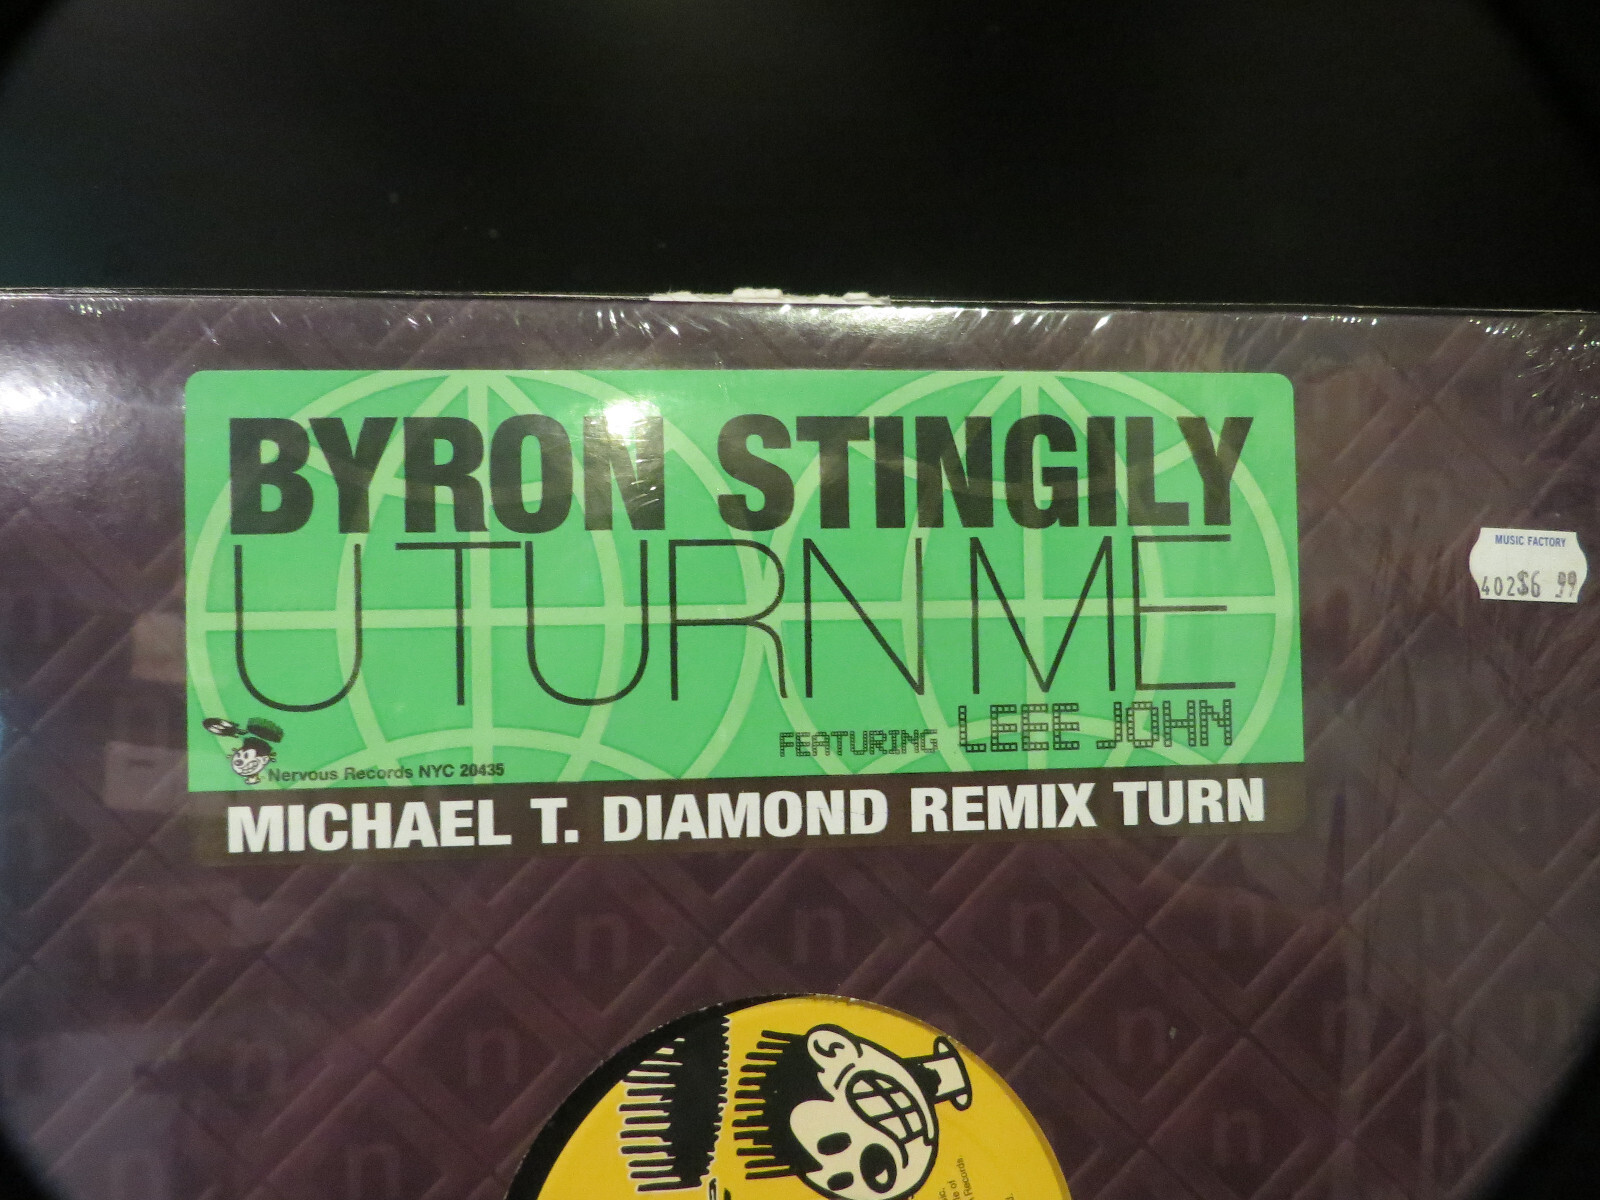 BYRON STINGILY
U TURN ME
FEATURING LEEE JOHN
Nervous Records NYC 20435
MICHAEL T. DIAMOND REMIX TURN
MUSIC FACTORY
402$6 99
n n n n n n
n n n n